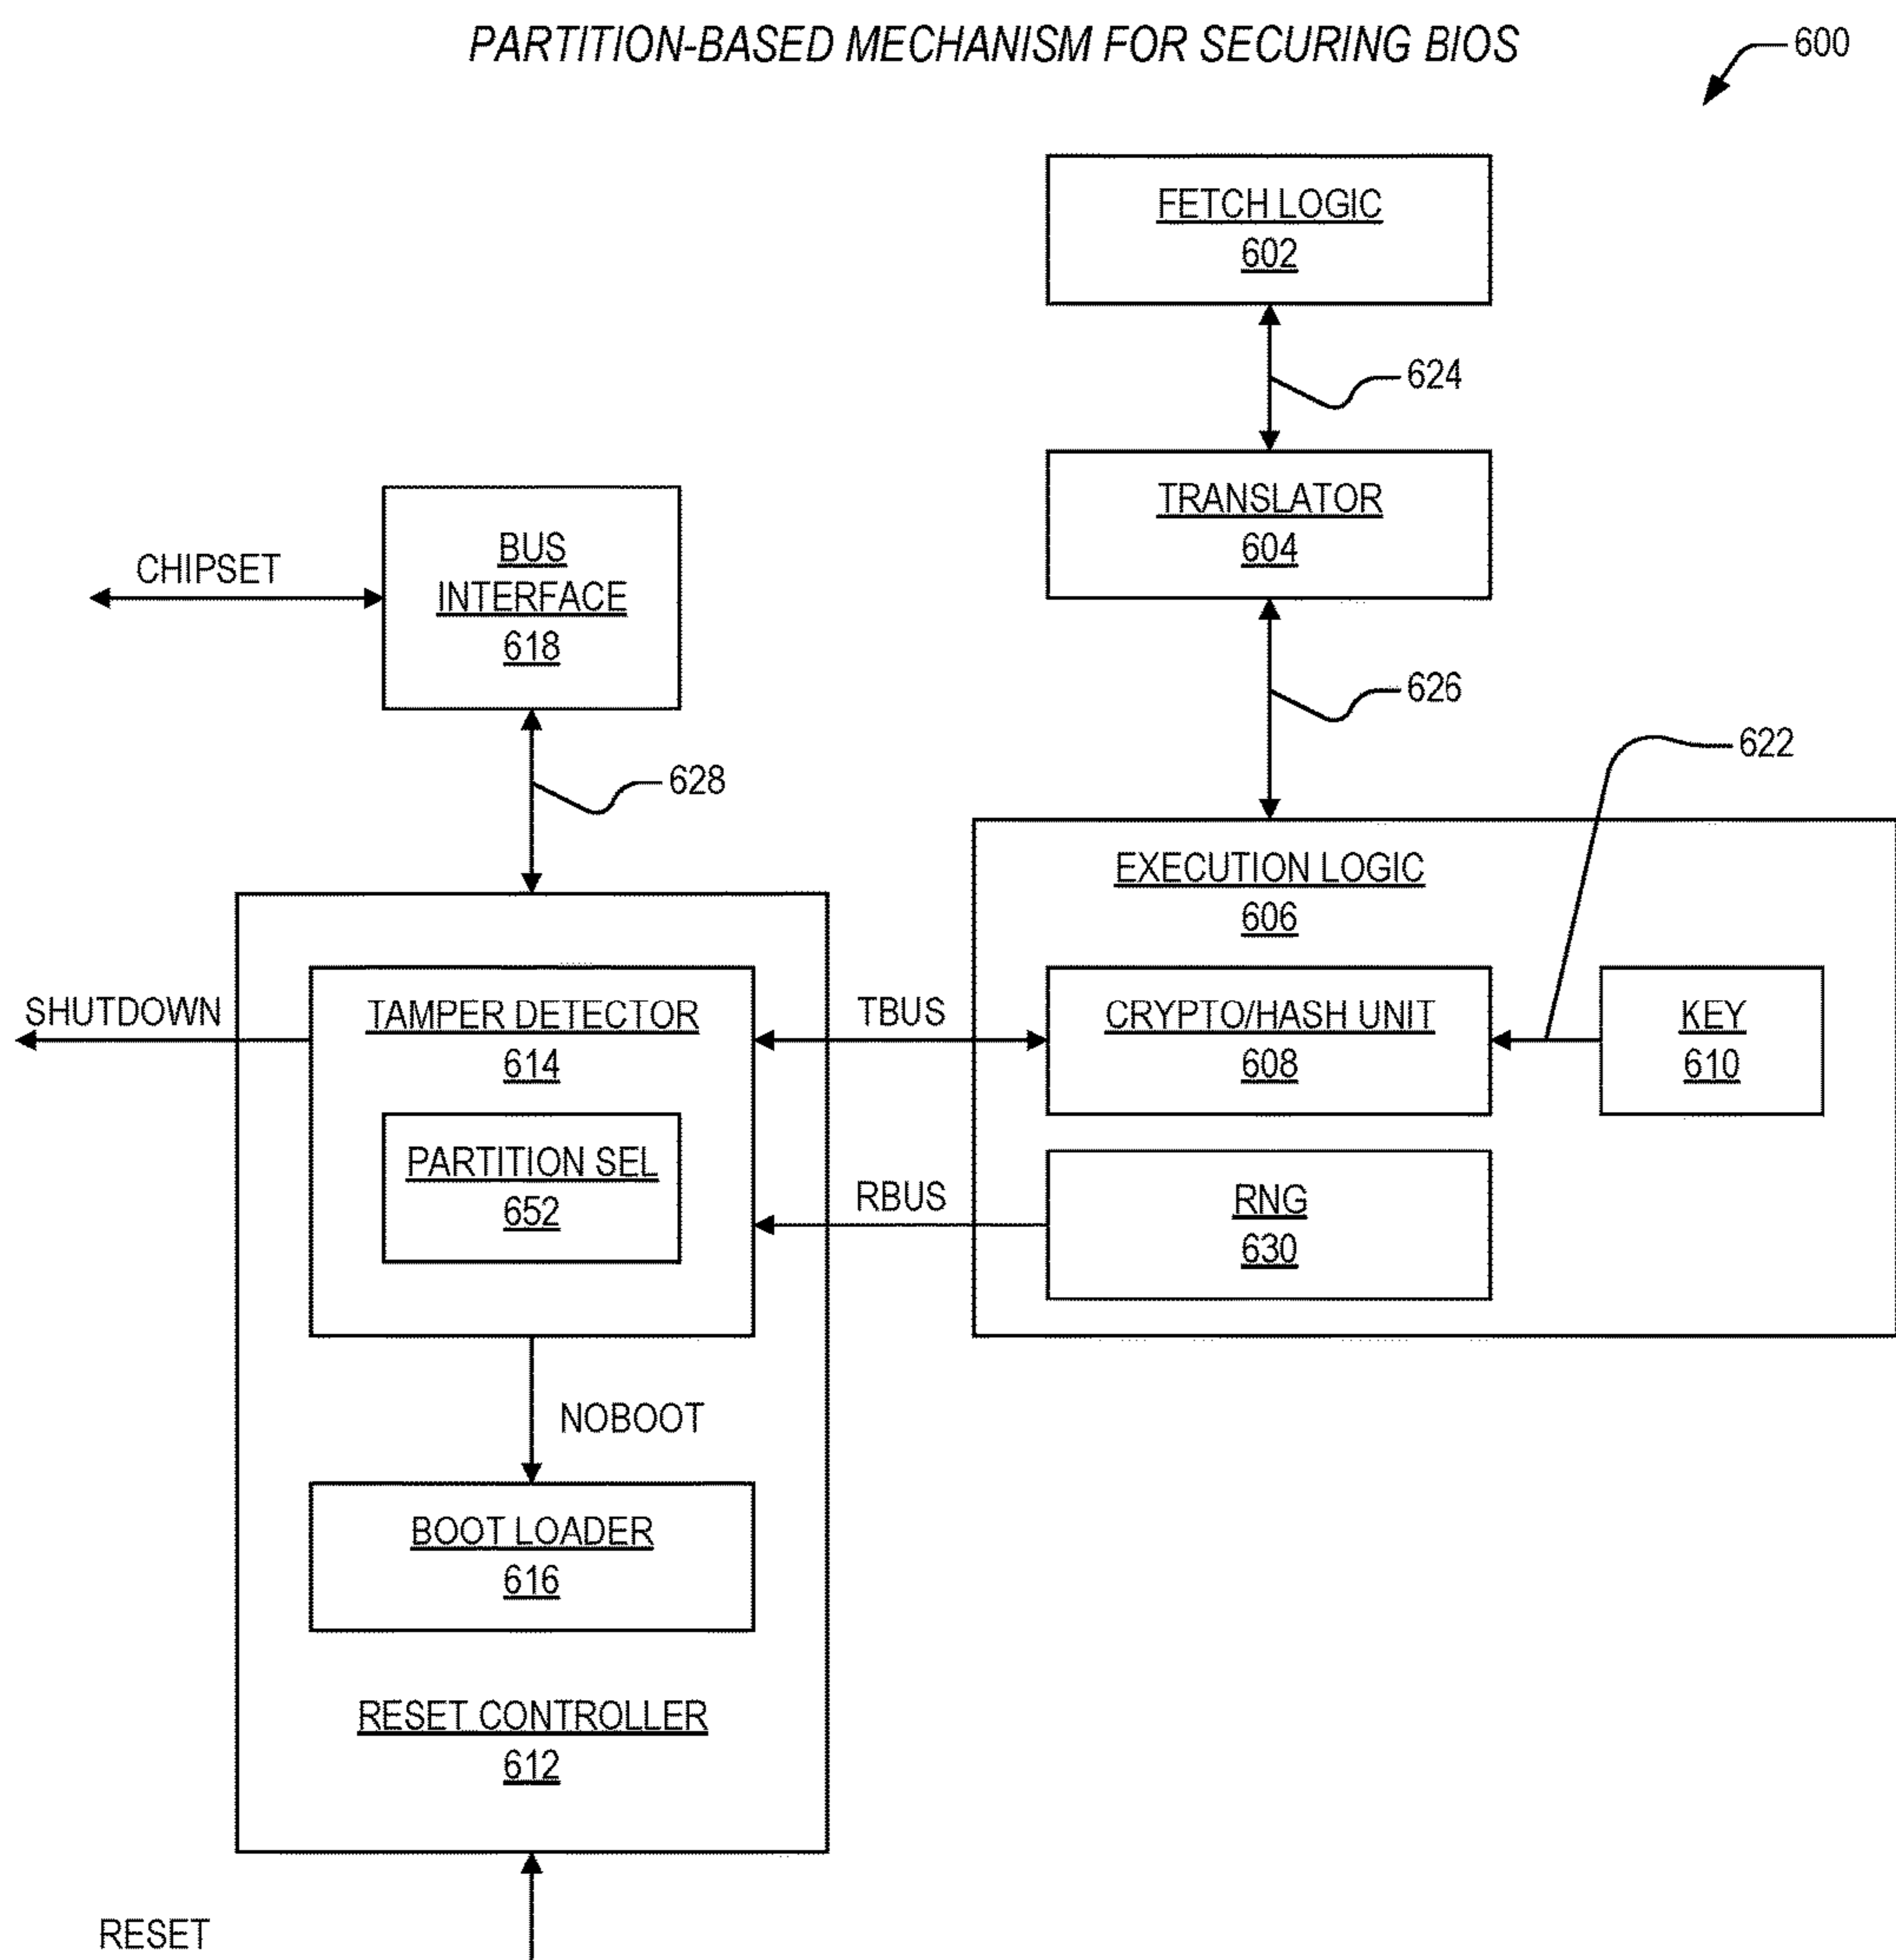 PARTITION-BASED MECHANISM FOR SECURING BIOS
600
FETCH LOGIC
602
624
TRANSLATOR
604
BUS
INTERFACE
618
CHIPSET
626
622
628
EXECUTION LOGIC
606
SHUTDOWN
TAMPER DETECTOR
614
TBUS
CRYPTO/HASH UNIT
608
KEY
610
PARTITION SEL
652
RBUS
RNG
630
NOBOOT
BOOT LOADER
616
RESET CONTROLLER
612
RESET